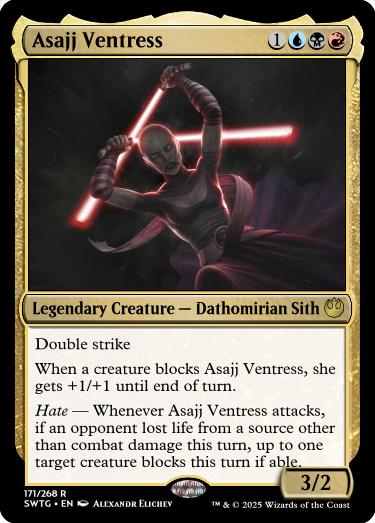 Asajj Ventress 1
Legendary Creature — Dathomirian Sith
Double strike
When a creature blocks Asajj Ventress, she
gets +1/+1 until end of turn.
Hate — Whenever Asajj Ventress attacks,
if an opponent lost life from a source other
than combat damage this turn, up to one
target creature blocks this turn if able.
3/2
171/268 R
SWTG • EN Alexandr Elichev ™ & © 2025 Wizards of the Coast